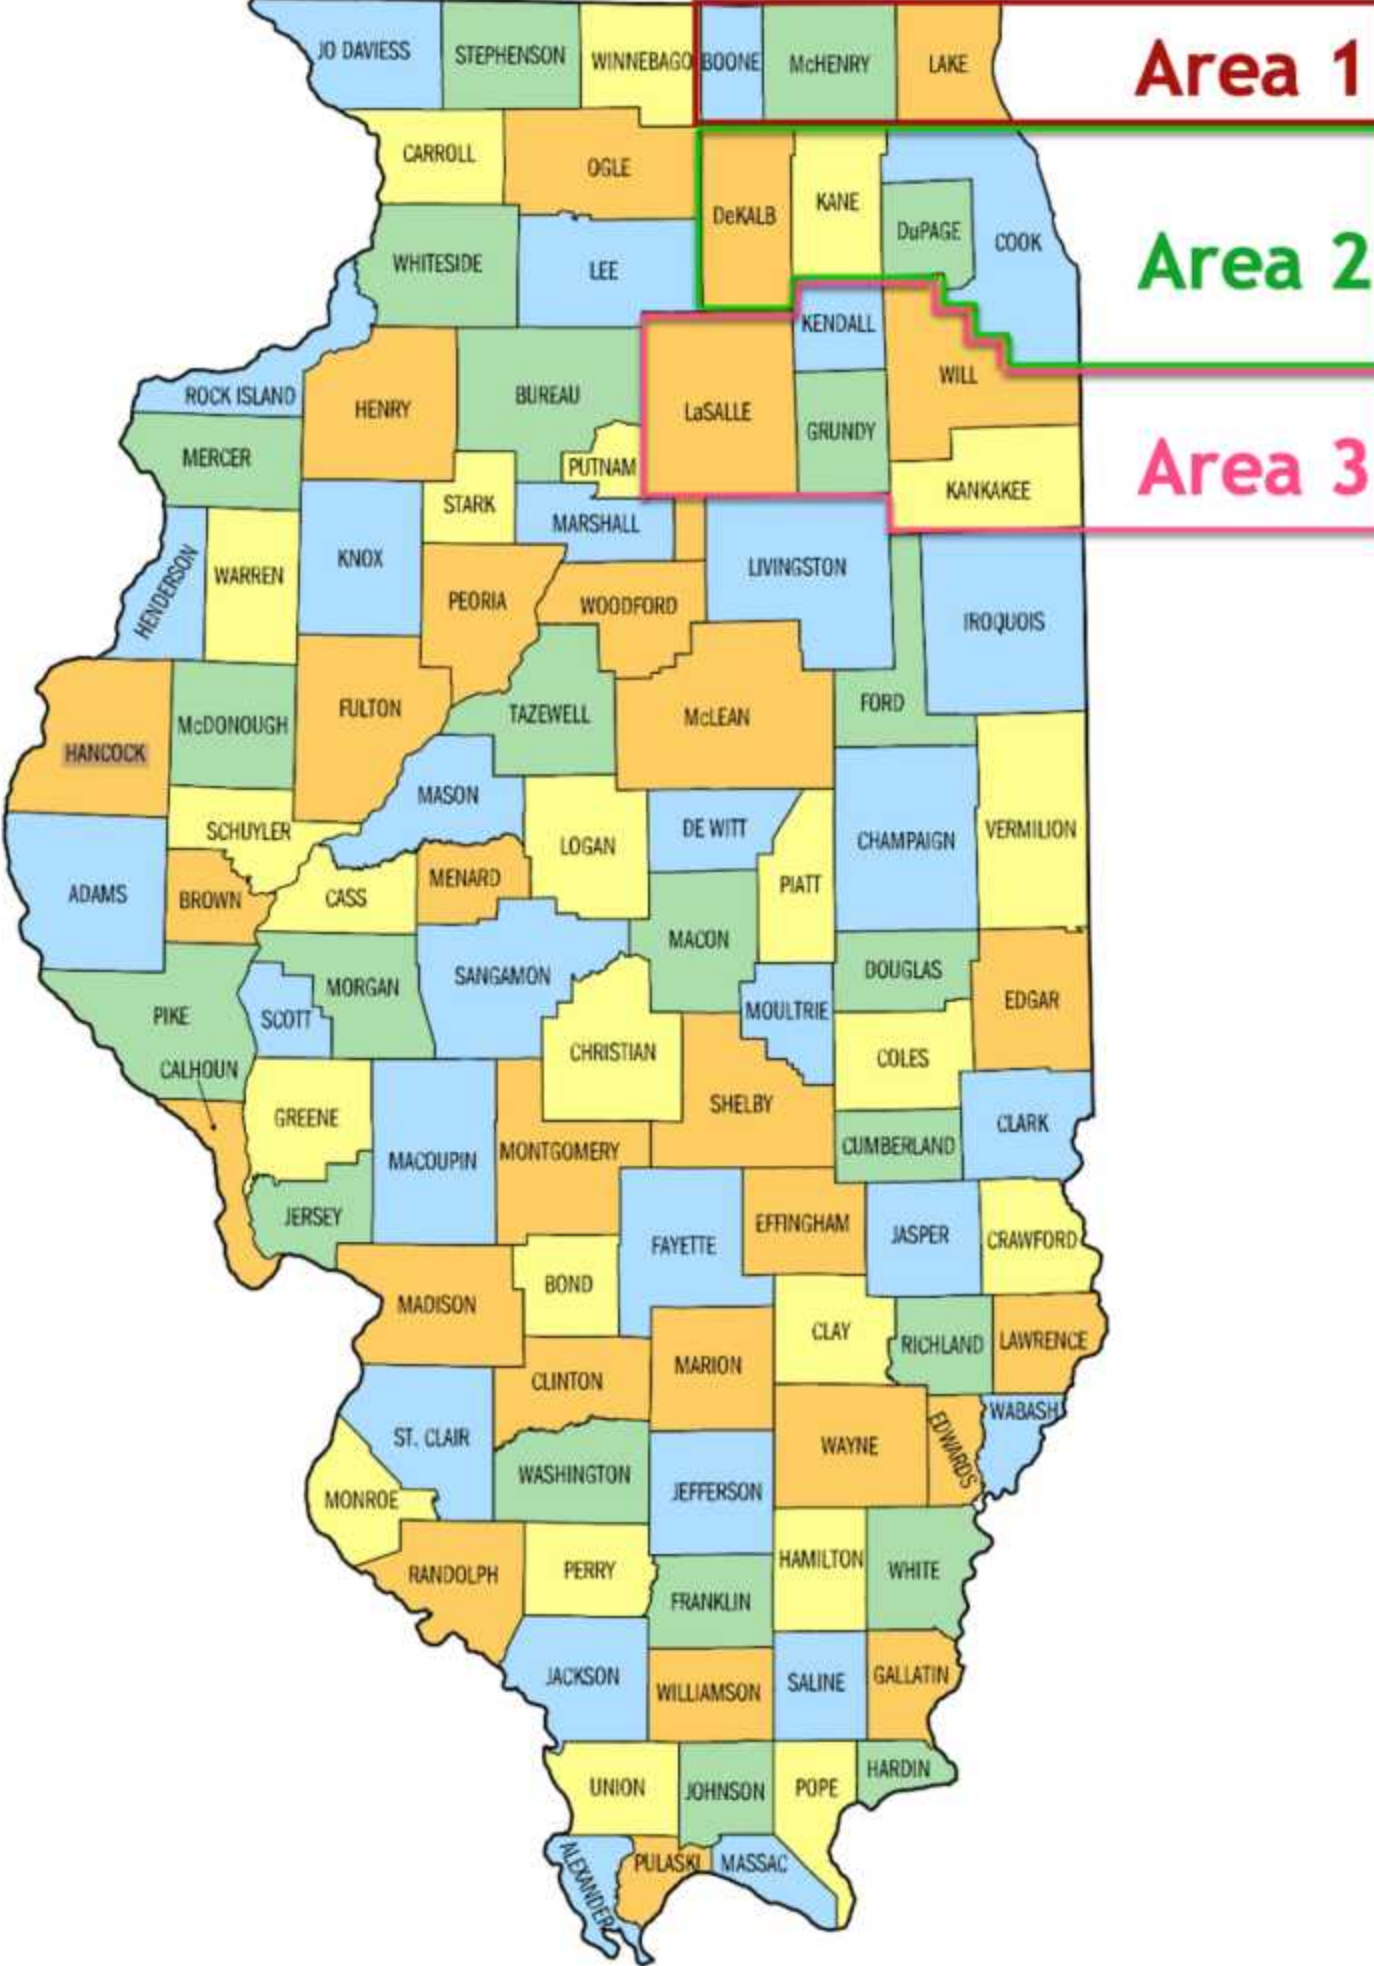 JO DAVIESS
STEPHENSON
WINNEBAGO
BOONE
McHENRY
LAKE
Area 1
CARROLL
OGLE
DeKALB
KANE
DuPAGE
COOK
Area 2
WHITESIDE
LEE
KENDALL
ROCK ISLAND
HENRY
BUREAU
LaSALLE
GRUNDY
WILL
MERCER
PUTNAM
KANKAKEE
Area 3
STARK
MARSHALL
HENDERSON
WARREN
KNOX
PEORIA
WOODFORD
LIVINGSTON
IROQUOIS
HANCOCK
McDONOUGH
FULTON
TAZEWELL
McLEAN
FORD
MASON
SCHUYLER
LOGAN
DE WITT
CHAMPAIGN
VERMILION
ADAMS
BROWN
CASS
MENARD
PIATT
MACON
PIKE
SCOTT
MORGAN
SANGAMON
MOULTRIE
DOUGLAS
EDGAR
CALHOUN
CHRISTIAN
COLES
GREENE
MACOUPIN
MONTGOMERY
SHELBY
CUMBERLAND
CLARK
JERSEY
FAYETTE
EFFINGHAM
JASPER
CRAWFORD
MADISON
BOND
CLAY
RICHLAND
LAWRENCE
CLINTON
MARION
ST. CLAIR
WAYNE
EDWARDS
WABASH
MONROE
WASHINGTON
JEFFERSON
RANDOLPH
PERRY
FRANKLIN
HAMILTON
WHITE
JACKSON
WILLIAMSON
SALINE
GALLATIN
UNION
JOHNSON
POPE
HARDIN
ALEXANDER
PULASKI
MASSAC